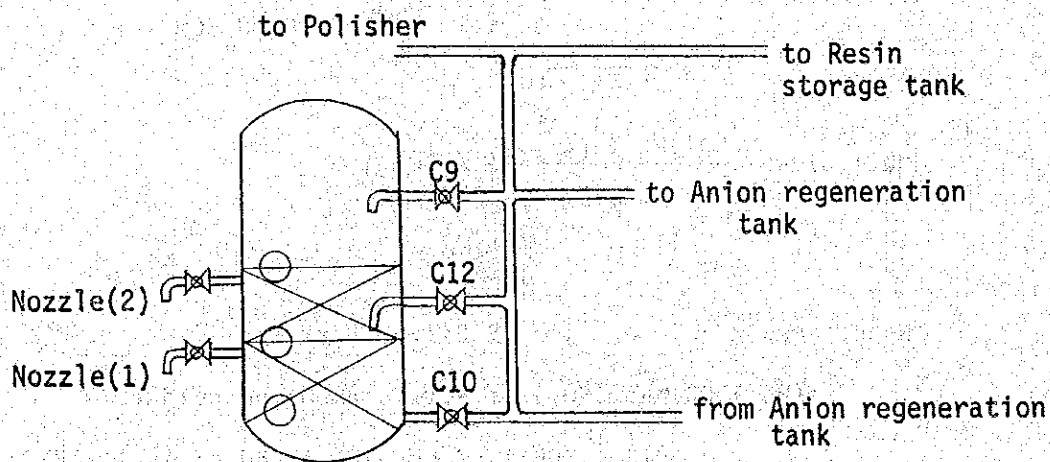 to Polisher
to Resin
storage tank
C9
to Anion regeneration
tank
C12
Nozzle(2)
Nozzle(1)
C10
from Anion regeneration
tank